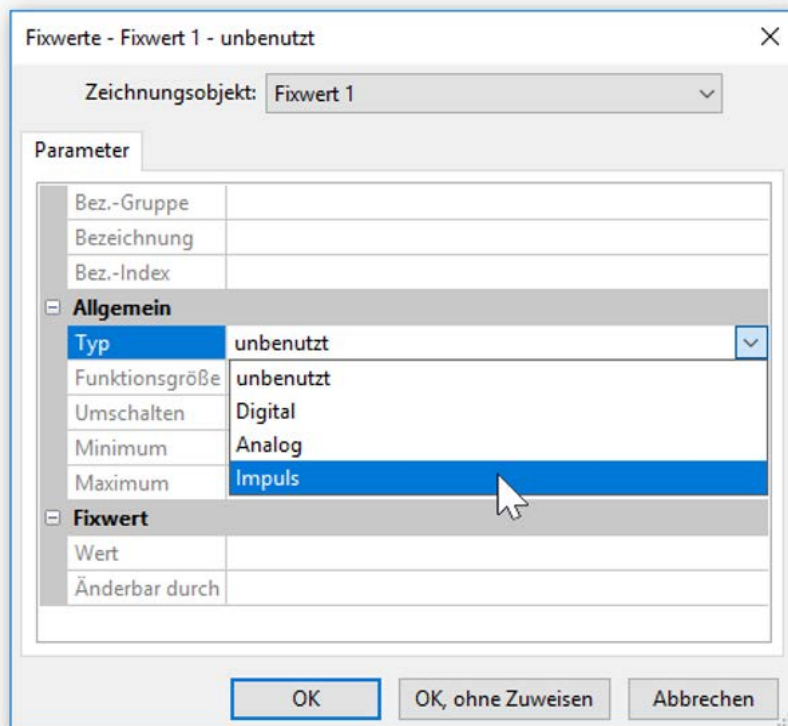 Fixwerte - Fixwert 1 - unbenutzt
Zeichnungsobjekt: Fixwert 1
Parameter
Bez.-Gruppe
Bezeichnung
Bez.-Index
Allgemein
Typ unbenutzt
Funktionsgröße unbenutzt
Umschalten Digital
Minimum Analog
Maximum Impuls
Fixwert
Wert
Änderbar durch
OK OK, ohne Zuweisen Abbrechen